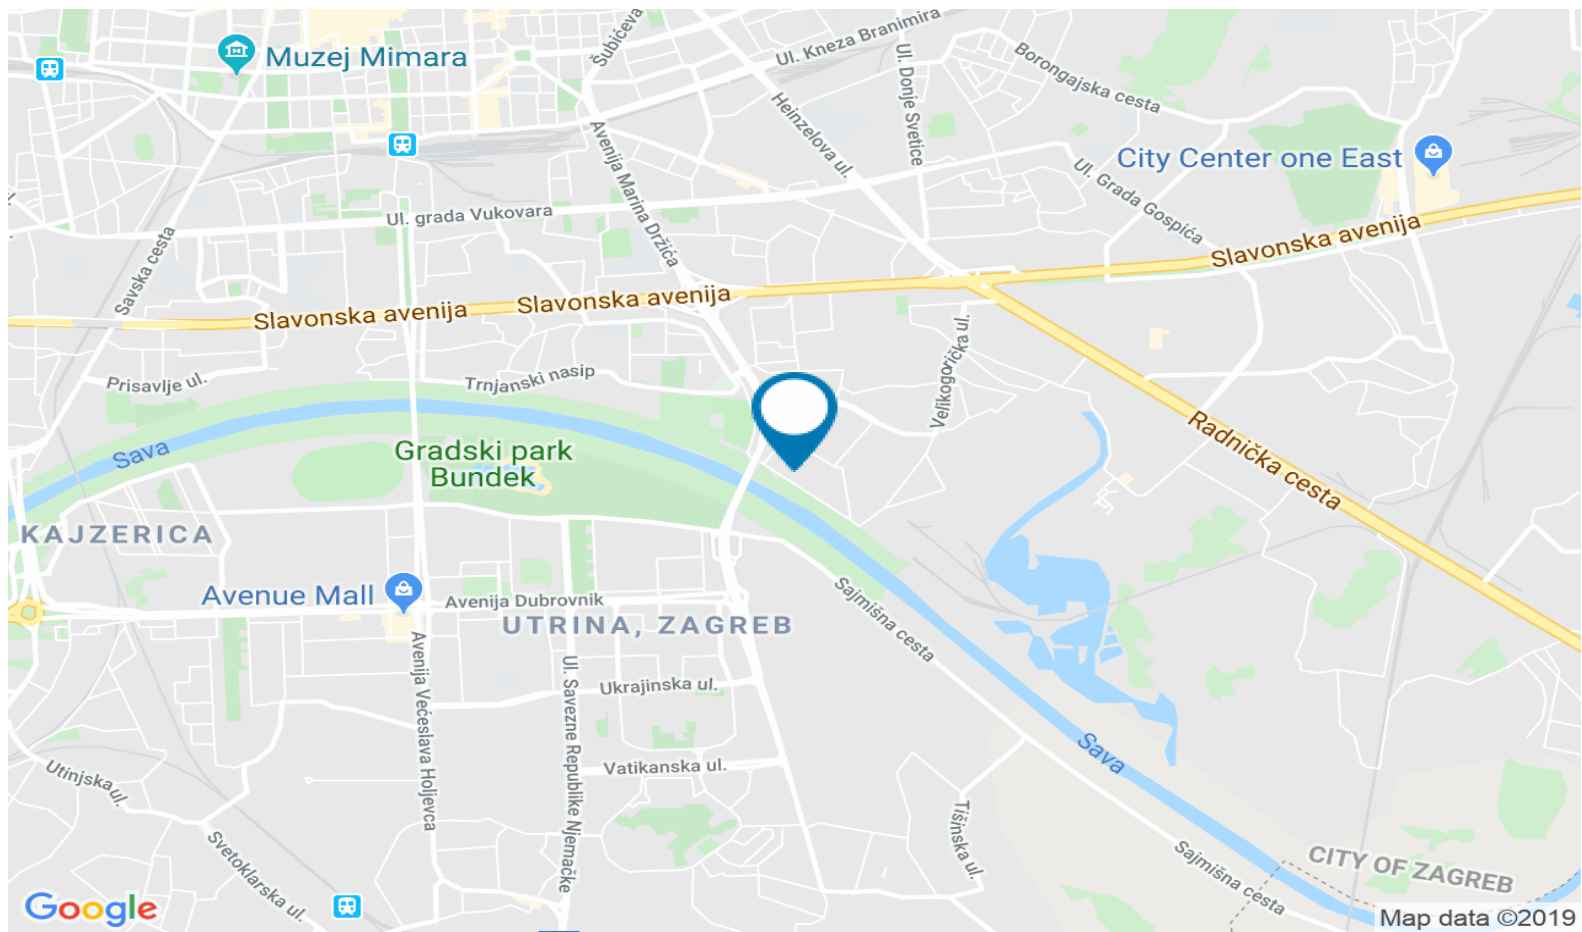 Muzej Mimara
Šubićeva
Ul. Kneza Branimira
Ul. Donje Svetice
Borongajska cesta
Heinzelova ul.
Avenija Marina Držića
City Center one East
Ul. Grada Gospića
Ul. grada Vukovara
Savska cesta
Slavonska avenija
Slavonska avenija
Slavonska avenija
Velikogorička ul.
Prisavlje ul.
Trnjanski nasip
Radnička cesta
Sava
Gradski park
Bundek
KAJZERICA
Avenue Mall
Avenija Dubrovnik
UTRINA, ZAGREB
Sajmišna cesta
Avenija Većeslava Holjevca
Ul. Savezne Republike Njemačke
Ukrajinska ul.
Vatikanska ul.
Sava
Utinjska ul.
Svetoklarska ul.
Tišinska ul.
Sajmišna cesta
CITY OF ZAGREB
Google
Map data ©2019